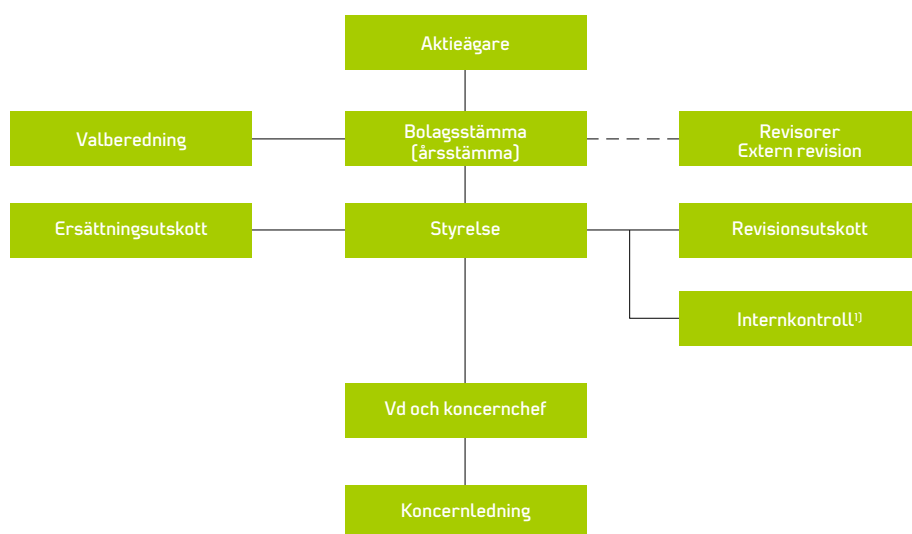 Aktieägare
Valberedning
Bolagsstämma
(årsstämma)
Revisorer
Extern revision
Ersättningsutskott
Styrelse
Revisionsutskott
Internkontroll¹⁾
Vd och koncernchef
Koncernledning